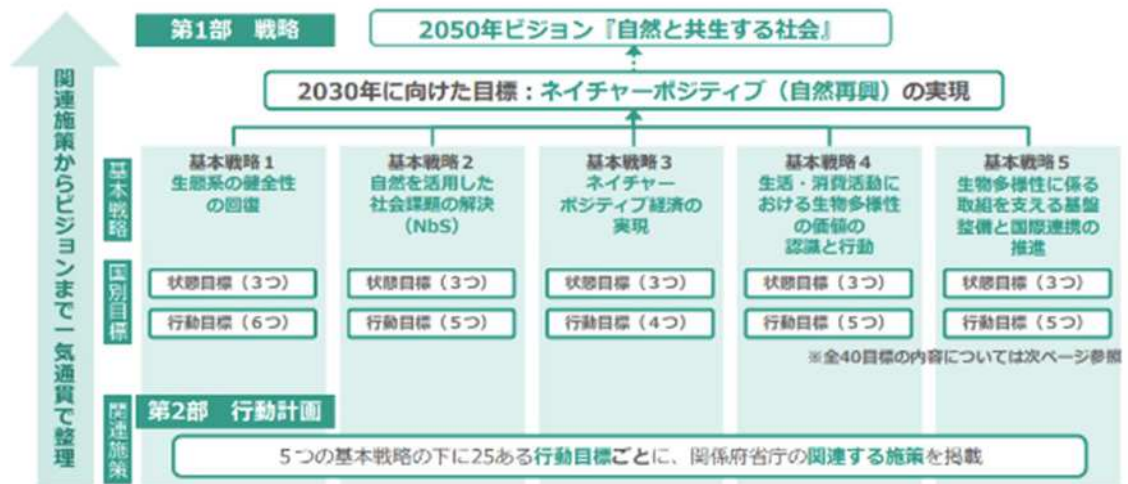 第1部 戦略
2050年ビジョン『自然と共生する社会』
2030年に向けた目標：ネイチャーポジティブ（自然再興）の実現
関連施策からビジョンまで一気通貫で整理
基本戦略
基本戦略１
生態系の健全性
の回復
基本戦略２
自然を活用した
社会課題の解決
（NbS）
基本戦略３
ネイチャー
ポジティブ経済の
実現
基本戦略４
生活・消費活動に
おける生物多様性
の価値の
認識と行動
基本戦略５
生物多様性に係る
取組を支える基盤
整備と国際連携の
推進
国別目標
状態目標（３つ）
状態目標（３つ）
状態目標（３つ）
状態目標（３つ）
状態目標（３つ）
行動目標（６つ）
行動目標（５つ）
行動目標（４つ）
行動目標（５つ）
行動目標（５つ）
※全40目標の内容については次ページ参照
関連施策
第2部 行動計画
５つの基本戦略の下に25ある行動目標ごとに、関係府省庁の関連する施策を掲載